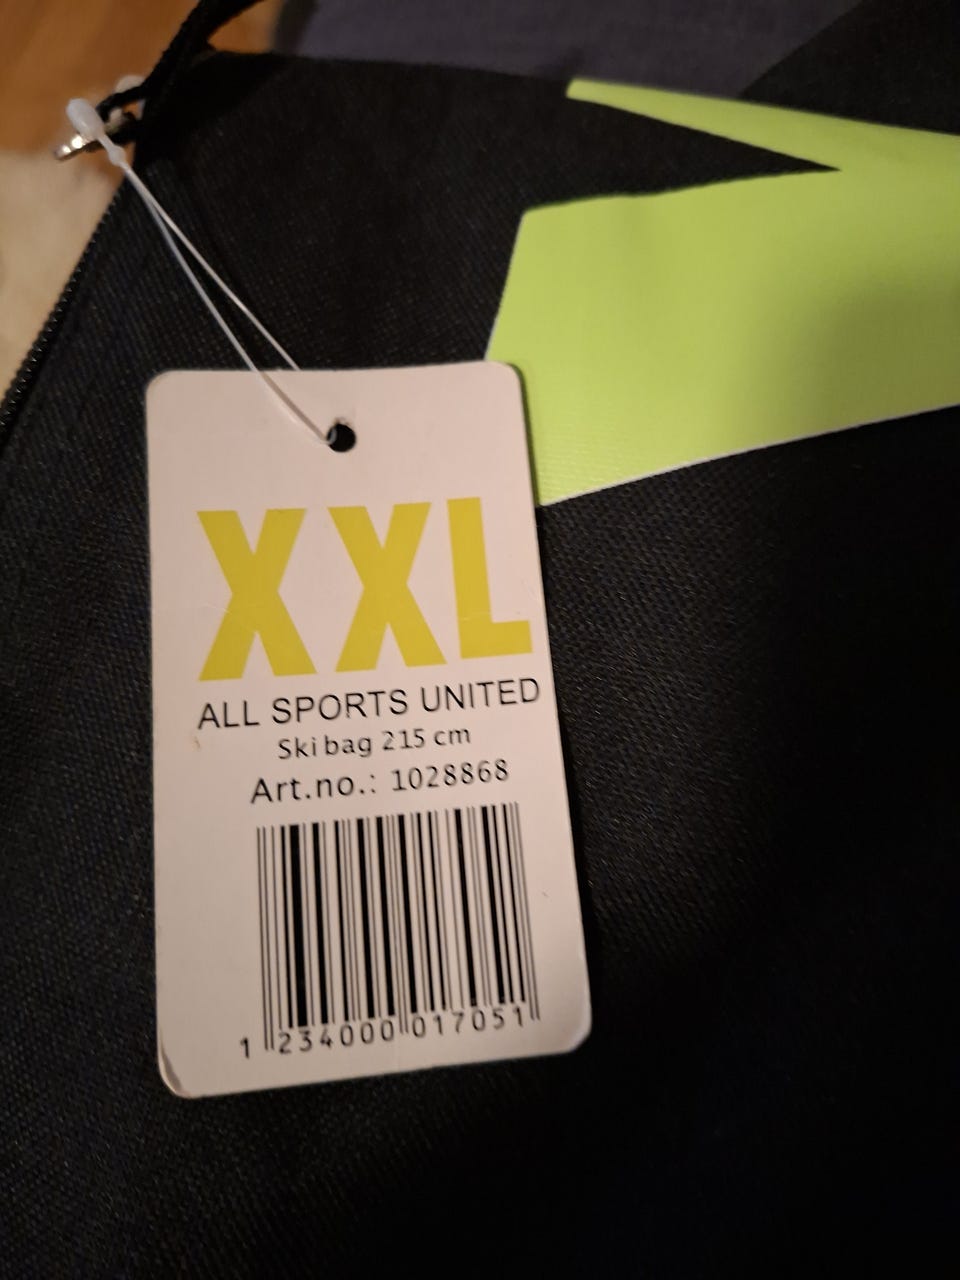 XXL
ALL SPORTS UNITED
Ski bag 215 cm
Art.no.: 1028868
1 234000 017051